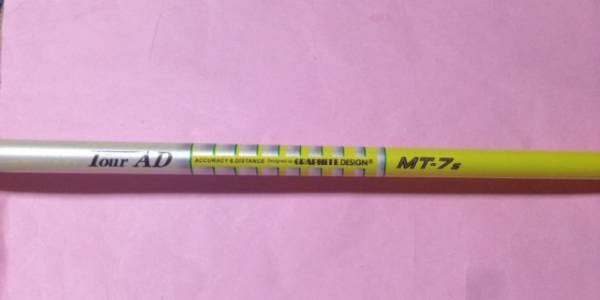 Tour AD
ACCURACY & DISTANCE Designed by GRAPHITE DESIGN®
MT-7s